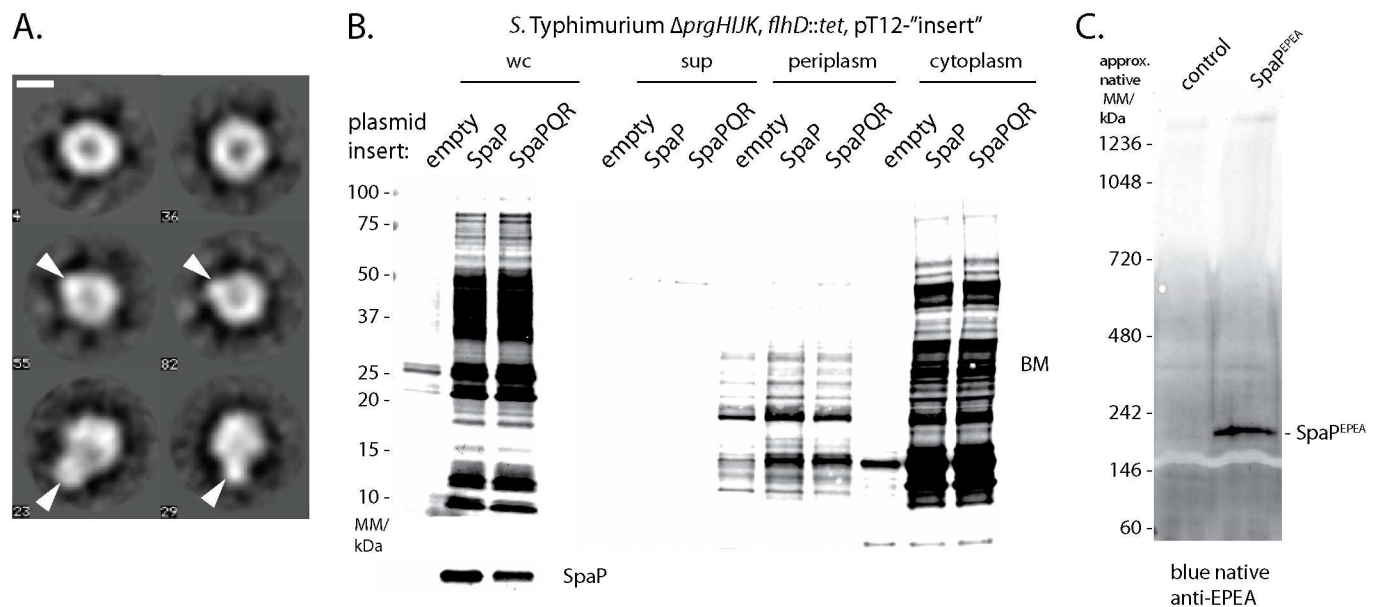 A.
4
36
55
82
23
29
B.
S. Typhimurium ΔprgHIJK, flhD::tet, pT12-"insert"
wc sup periplasm cytoplasm
plasmid
insert:
empty SpaP SpaPQR empty SpaP SpaPQR empty SpaP SpaPQR empty SpaP SpaPQR
100 -
75 -
50 -
37 -
25 -
20 -
15 -
10 -
MM/
kDa
BM
SpaP
C.
approx.
native
MM/
kDa
control SpaPEPEA
1236 -
1048 -
720 -
480 -
242 -
146 -
60 -
- SpaPEPEA
blue native
anti-EPEA